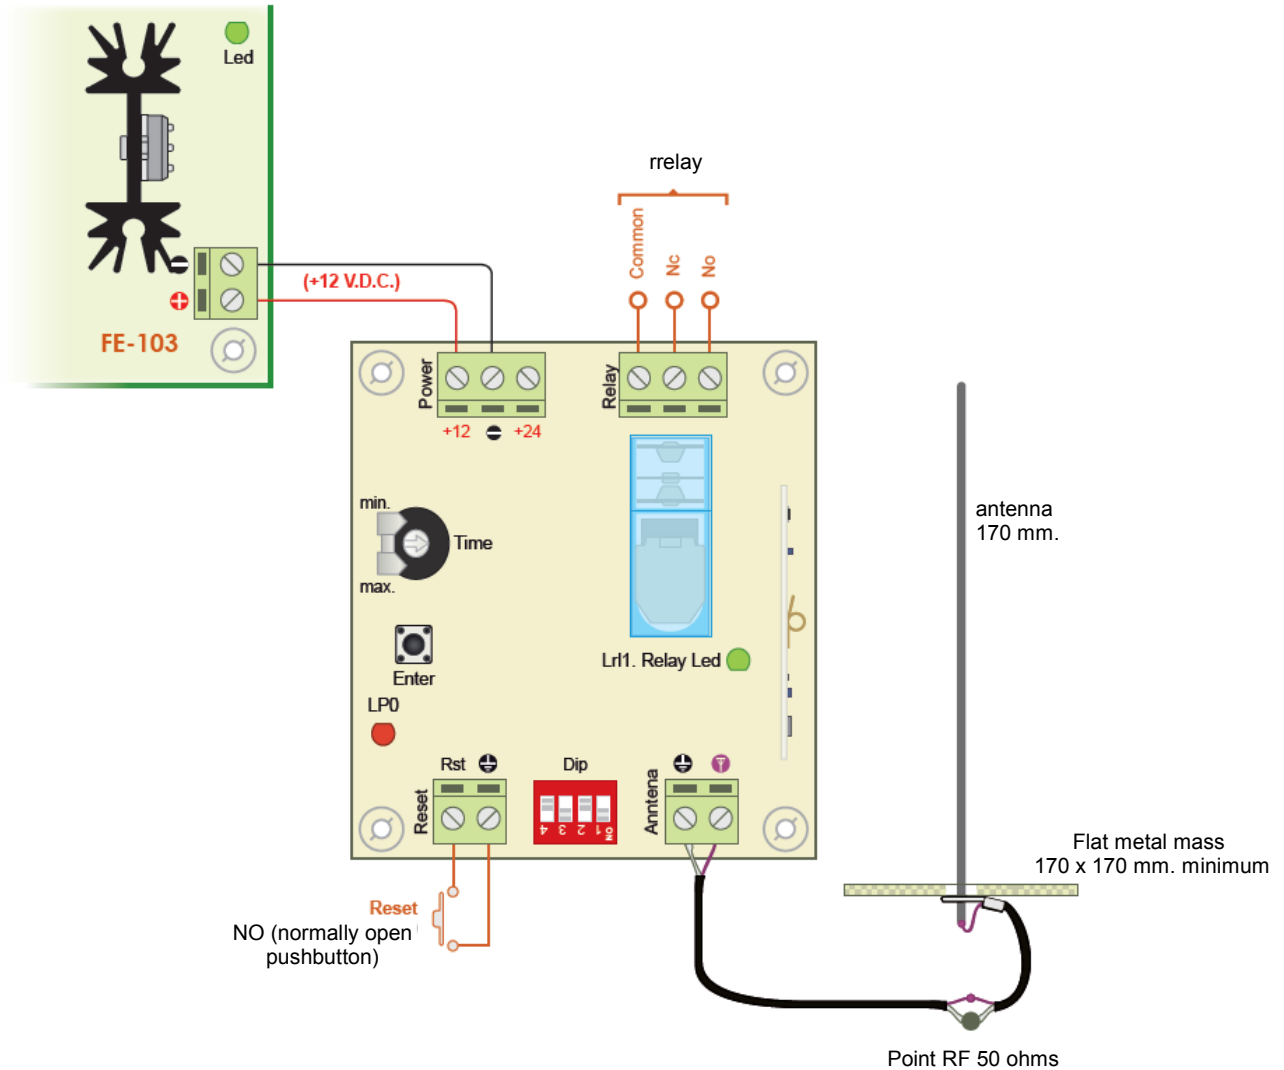 Led
rrelay
Common
Nc
No
(+12 V.D.C.)
FE-103
Power
Relay
+12
+24
min.
Time
max.
antenna
170 mm.
Enter
Lrl1. Relay Led
LP0
Rst
Dip
Reset
Anntena
4 3 2 1
ON
Flat metal mass
170 x 170 mm. minimum
Reset
NO (normally open
pushbutton)
Point RF 50 ohms